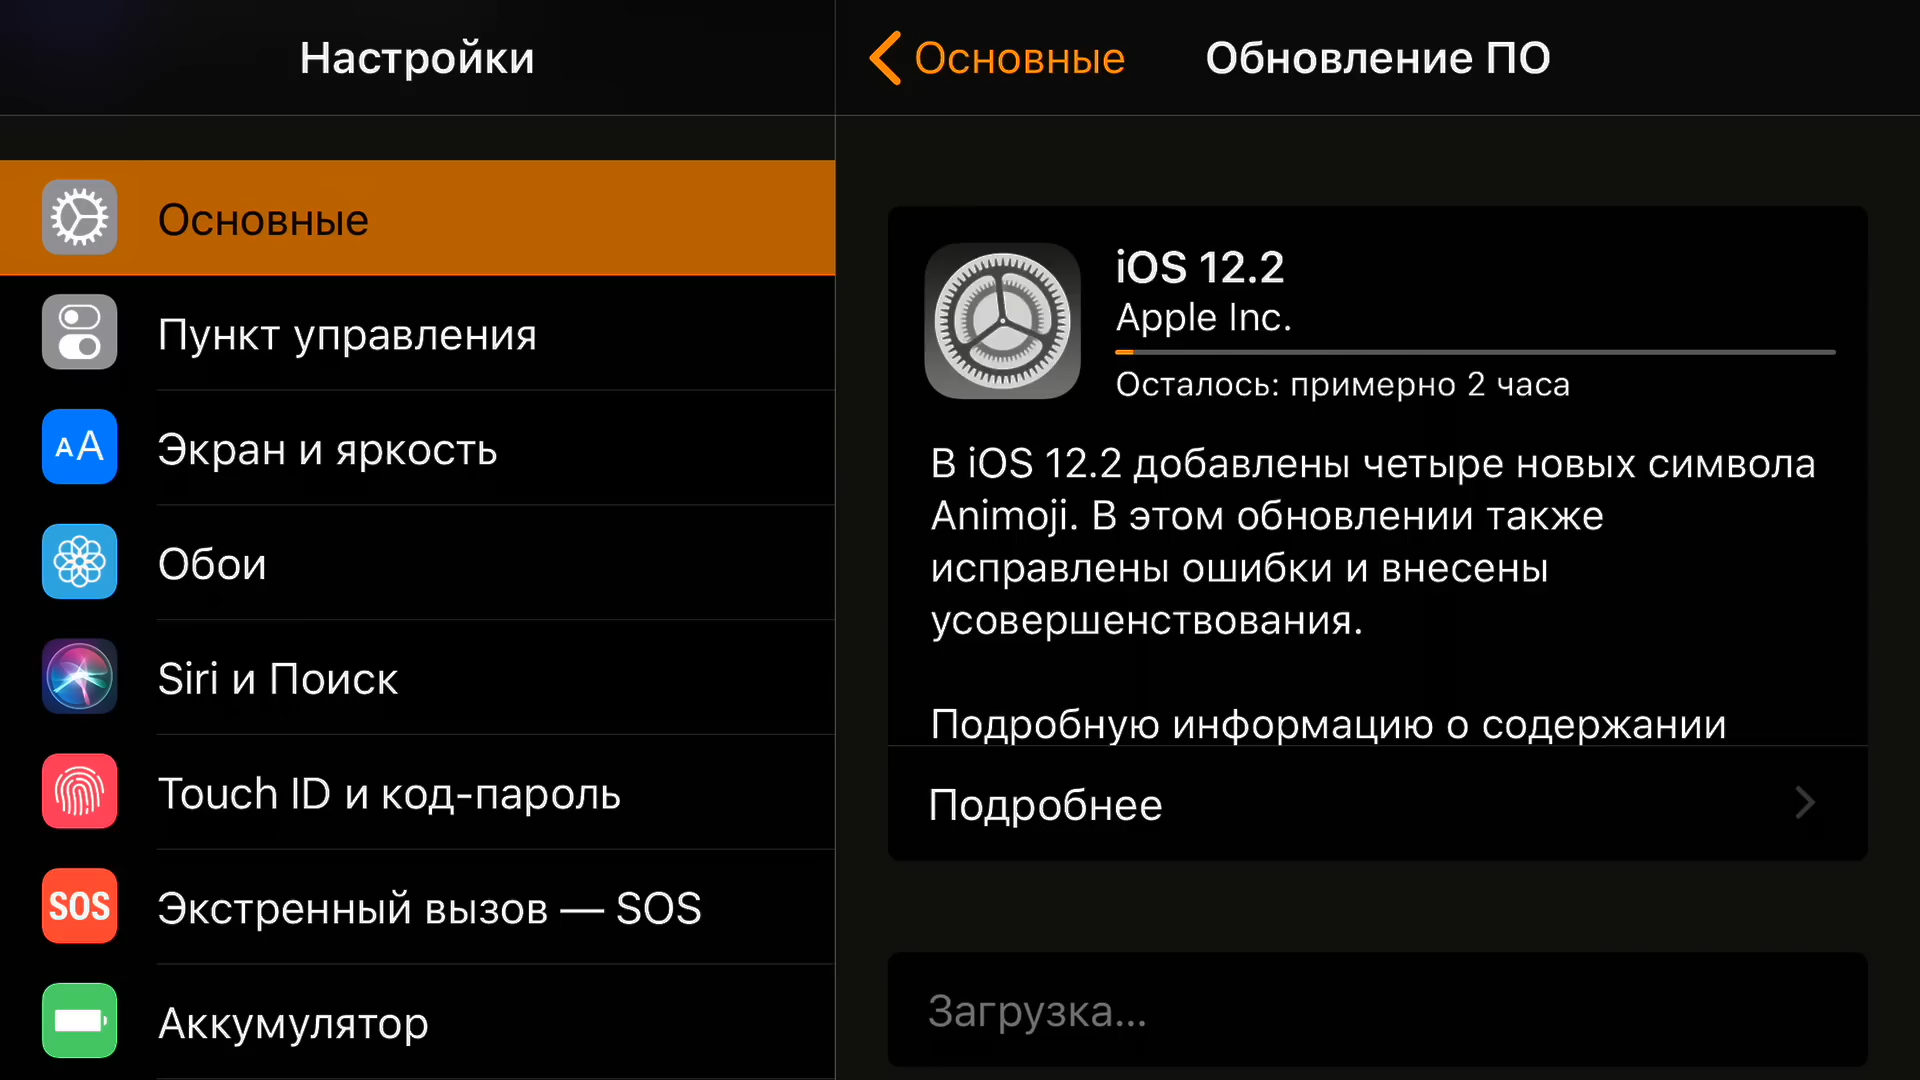 Настройки
Основные
Пункт управления
AA
Экран и яркость
Обои
Siri и Поиск
Touch ID и код-пароль
SOS
Экстренный вызов — SOS
Аккумулятор
Основные
Обновление ПО
iOS 12.2
Apple Inc.
Осталось: примерно 2 часа
В iOS 12.2 добавлены четыре новых символа
Animoji. В этом обновлении также
исправлены ошибки и внесены
усовершенствования.
Подробную информацию о содержании
Подробнее
Загрузка...